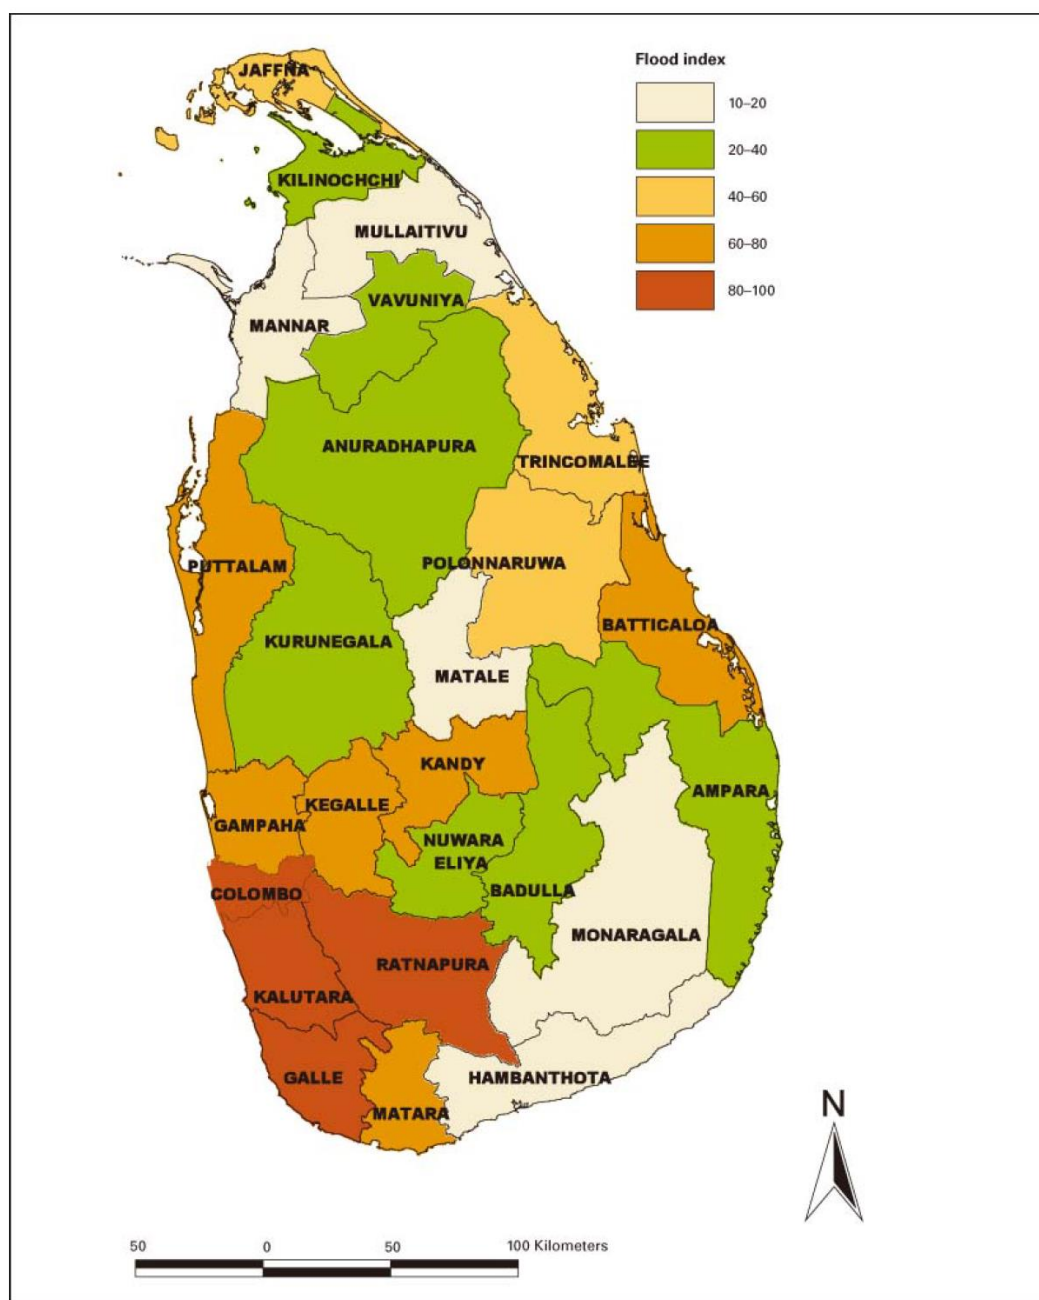 Flood index
10–20
20–40
40–60
60–80
80–100
JAFFNA
KILINOCHCHI
MULLAITIVU
VAVUNIYA
MANNAR
ANURADHAPURA
TRINCOMALEE
PUTTALAM
POLONNARUWA
BATTICALOA
KURUNEGALA
MATALE
KANDY
AMPARA
KEGALLE
GAMPAHA
NUWARA
ELIYA
COLOMBO
BADULLA
MONARAGALA
RATNAPURA
KALUTARA
GALLE
HAMBANTHOTA
MATARA
N
50 0 50 100 Kilometers